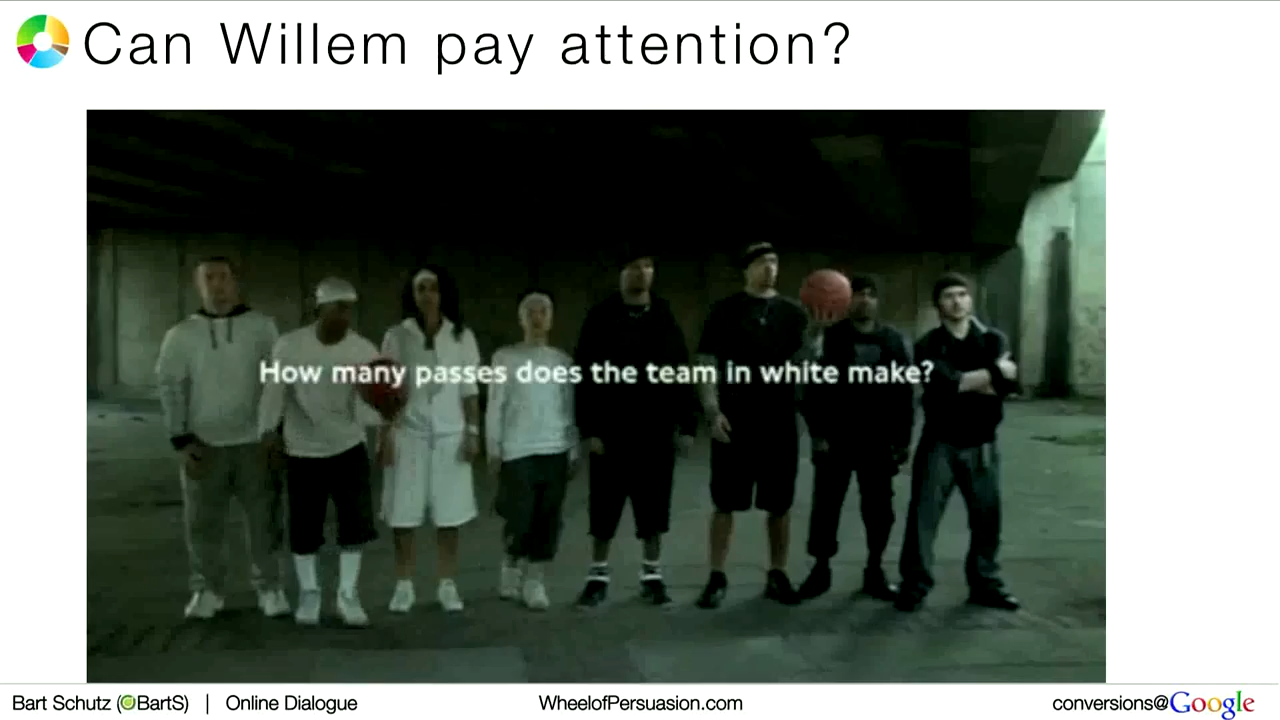 Can Willem pay attention?
How many passes does the team in white make?
Bart Schutz (@BartS) | Online Dialogue WheelofPersuasion.com conversions@Google